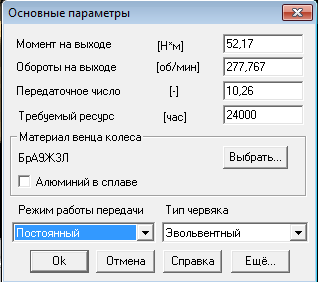 Основные параметры
Момент на выходе [Н*м] 52,17
Обороты на выходе [об/мин] 277,767
Передаточное число [-] 10,26
Требуемый ресурс [час] 24000
Материал венца колеса
БрА9Ж3Л Выбрать...
Алюминий в сплаве
Режим работы передачи Тип червяка
Постоянный Эвольвентный
Ok Отмена Справка Ещё...